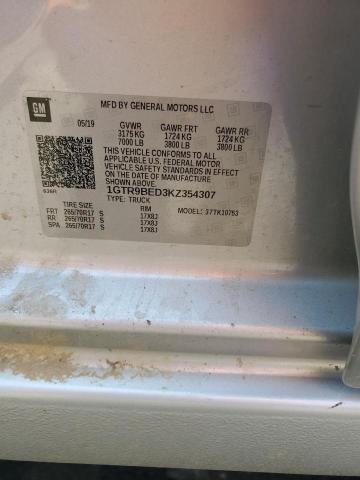 GM
MFD BY GENERAL MOTORS LLC
05/19 GVWR GAWR FRT GAWR RR
3175 KG 1724 KG 1724 KG
7000 LB 3800 LB 3800 LB
THIS VEHICLE CONFORMS TO ALL
APPLICABLE U.S. FEDERAL MOTOR
VEHICLE SAFETY STANDARDS IN
EFFECT ON THE DATE OF
MANUFACTURE SHOWN ABOVE.
1GTR9BED3KZ354307
TYPE: TRUCK
TIRE SIZE RIM MODEL: 37TK10753
FRT 265/70R17 S 17X8J
RR 265/70R17 S 17X8J
SPA 265/70R17 S 17X8J